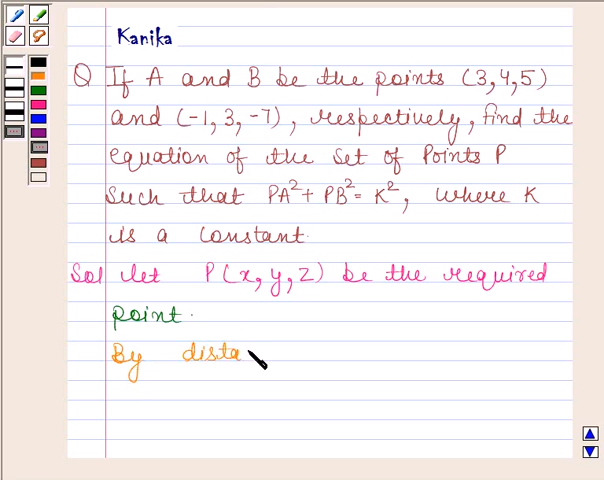 Kanika
Q If A and B be the points (3,4,5)
and (-1, 3, -7), respectively, find the
equation of the set of Points P
Such that PA²+ PB²= K², where K
is a constant.
Sol let P(x, y, z) be the required
point.
By dista